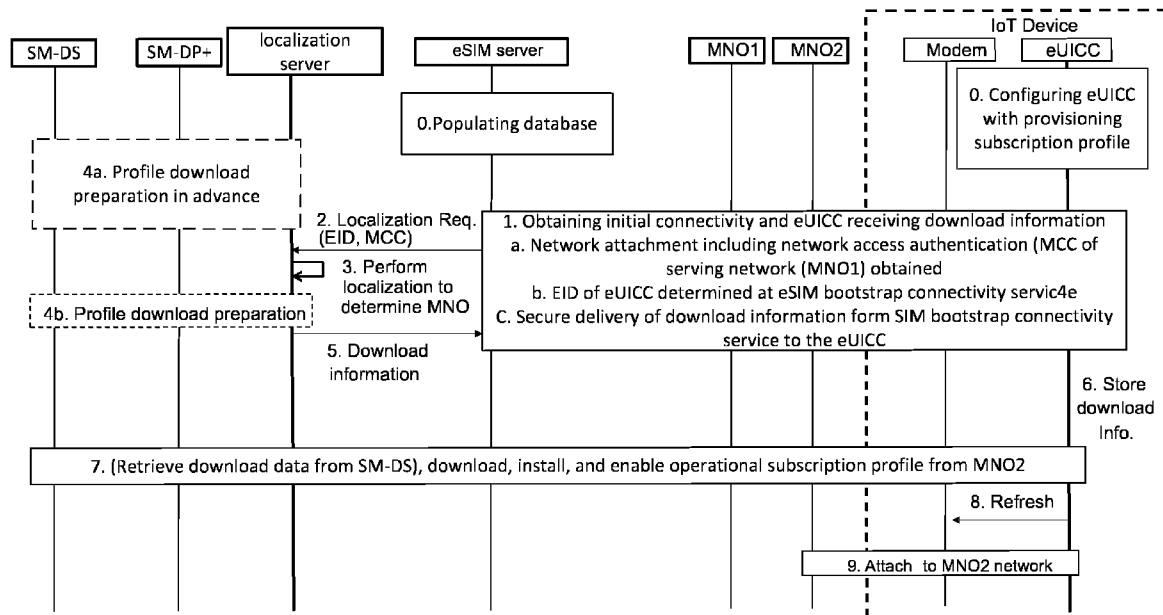 IoT Device
SM-DS
SM-DP+
localization
server
eSIM server
MNO1
MNO2
Modem
eUICC
0.Populating database
0. Configuring eUICC
with provisioning
subscription profile
4a. Profile download
preparation in advance
2. Localization Req.
(EID, MCC)
1. Obtaining initial connectivity and eUICC receiving download information
a. Network attachment including network access authentication (MCC of
serving network (MNO1) obtained
b. EID of eUICC determined at eSIM bootstrap connectivity servic4e
C. Secure delivery of download information form SIM bootstrap connectivity
service to the eUICC
3. Perform
localization to
determine MNO
4b. Profile download preparation
5. Download
information
6. Store
download
Info.
7. (Retrieve download data from SM-DS), download, install, and enable operational subscription profile from MNO2
8. Refresh
9. Attach to MNO2 network